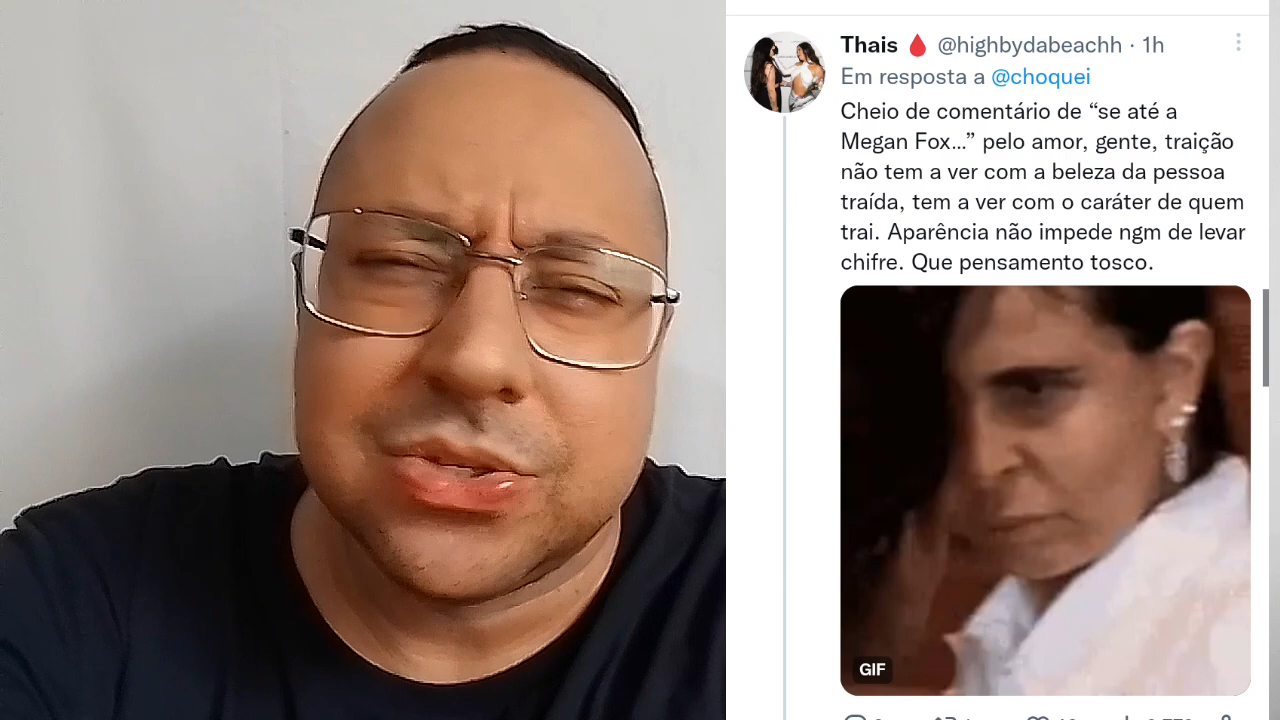 Thais 🩸 @highbydabeachh · 1h
Em resposta a @choquei
Cheio de comentário de “se até a
Megan Fox...” pelo amor, gente, traição
não tem a ver com a beleza da pessoa
traída, tem a ver com o caráter de quem
trai. Aparência não impede ngm de levar
chifre. Que pensamento tosco.
GIF